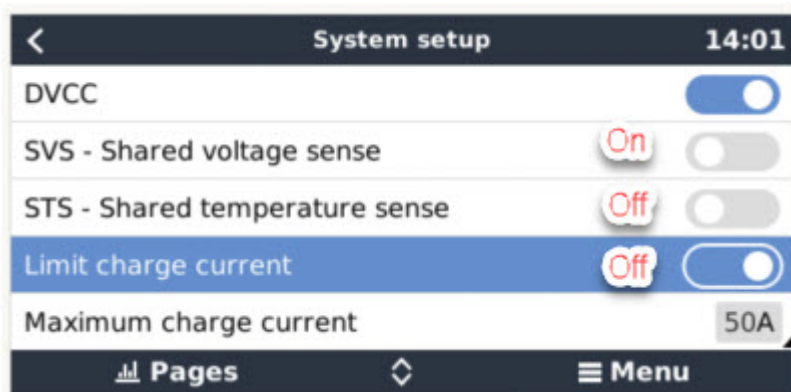 System setup 14:01
DVCC
SVS - Shared voltage sense On
STS - Shared temperature sense Off
Limit charge current Off
Maximum charge current 50A
Pages Menu